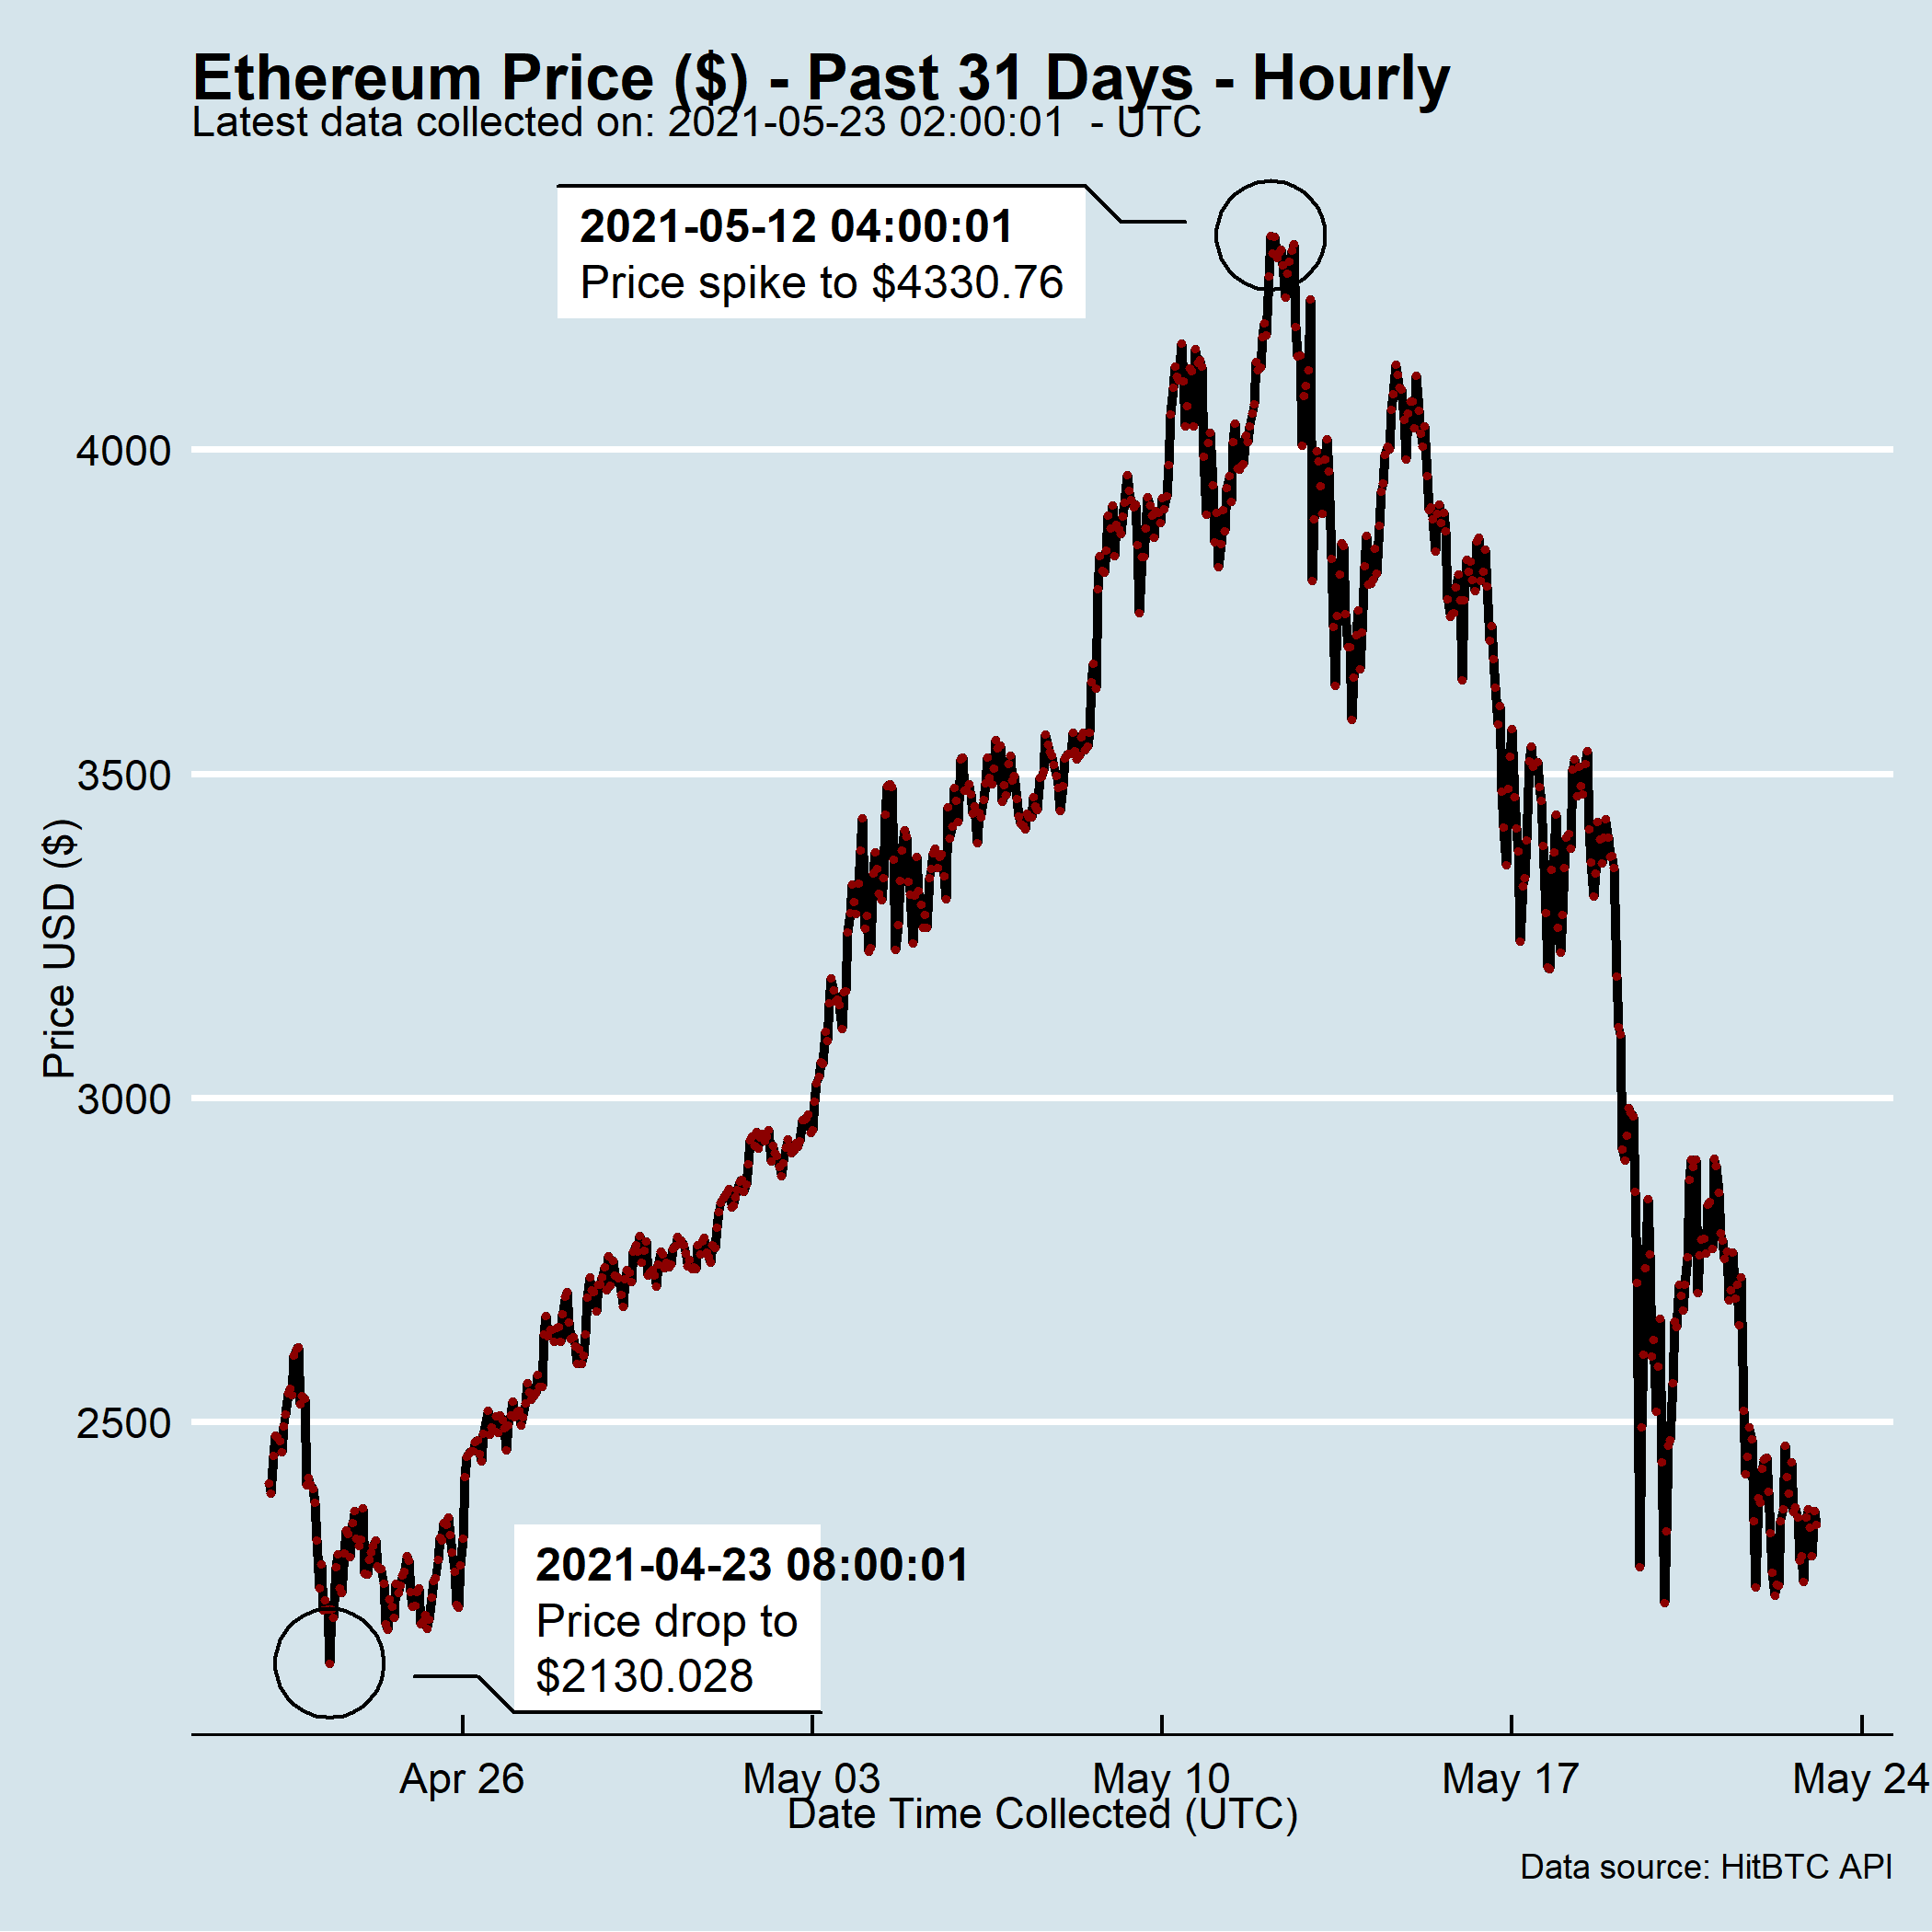 Ethereum Price ($) - Past 31 Days - Hourly
Latest data collected on: 2021-05-23 02:00:01  - UTC
2021-05-12 04:00:01
Price spike to $4330.76
4000
3500
3000
2500
Price USD ($)
2021-04-23 08:00:01
Price drop to
$2130.028
Apr 26
May 03
May 10
May 17
May 24
Date Time Collected (UTC)
Data source: HitBTC API